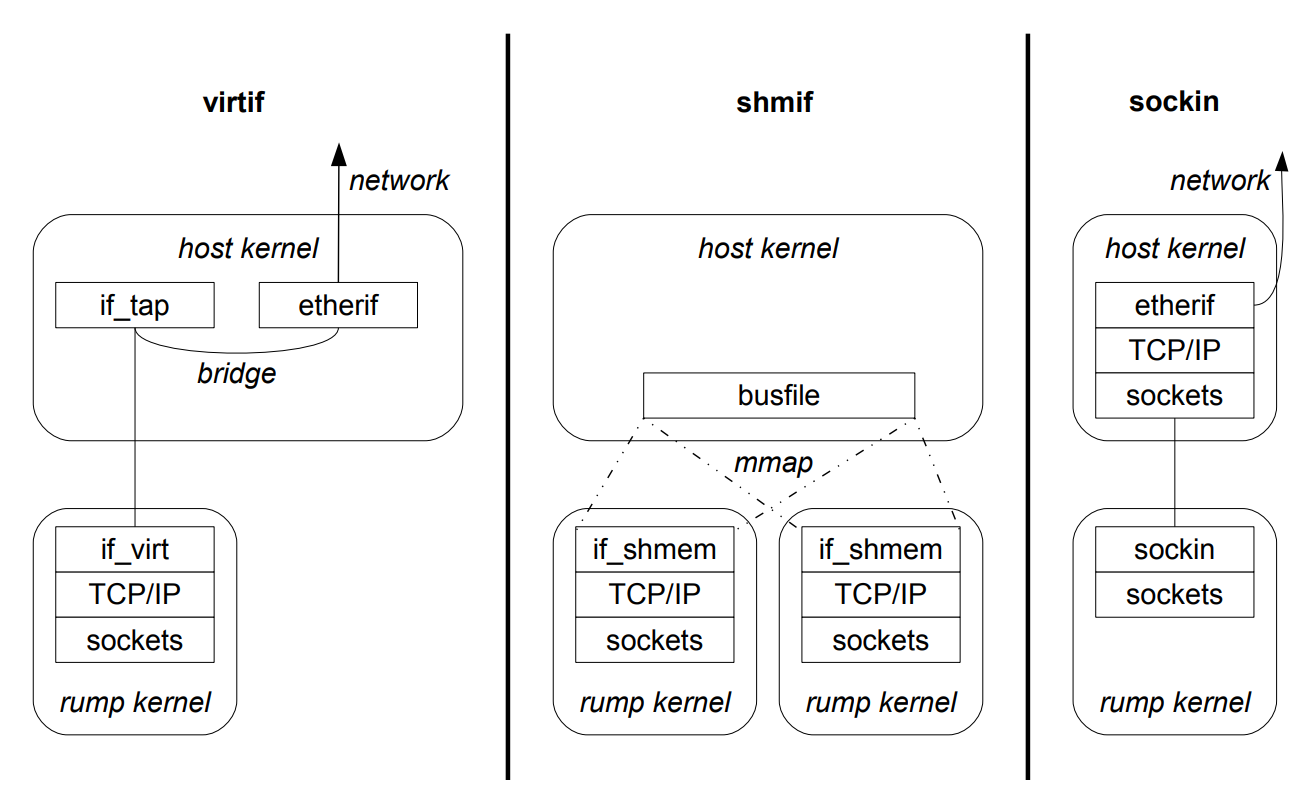 virtif
network
host kernel
if_tap
etherif
bridge
if_virt
TCP/IP
sockets
rump kernel
shmif
host kernel
busfile
mmap
if_shmem
TCP/IP
sockets
rump kernel
if_shmem
TCP/IP
sockets
rump kernel
sockin
network
host kernel
etherif
TCP/IP
sockets
sockin
sockets
rump kernel